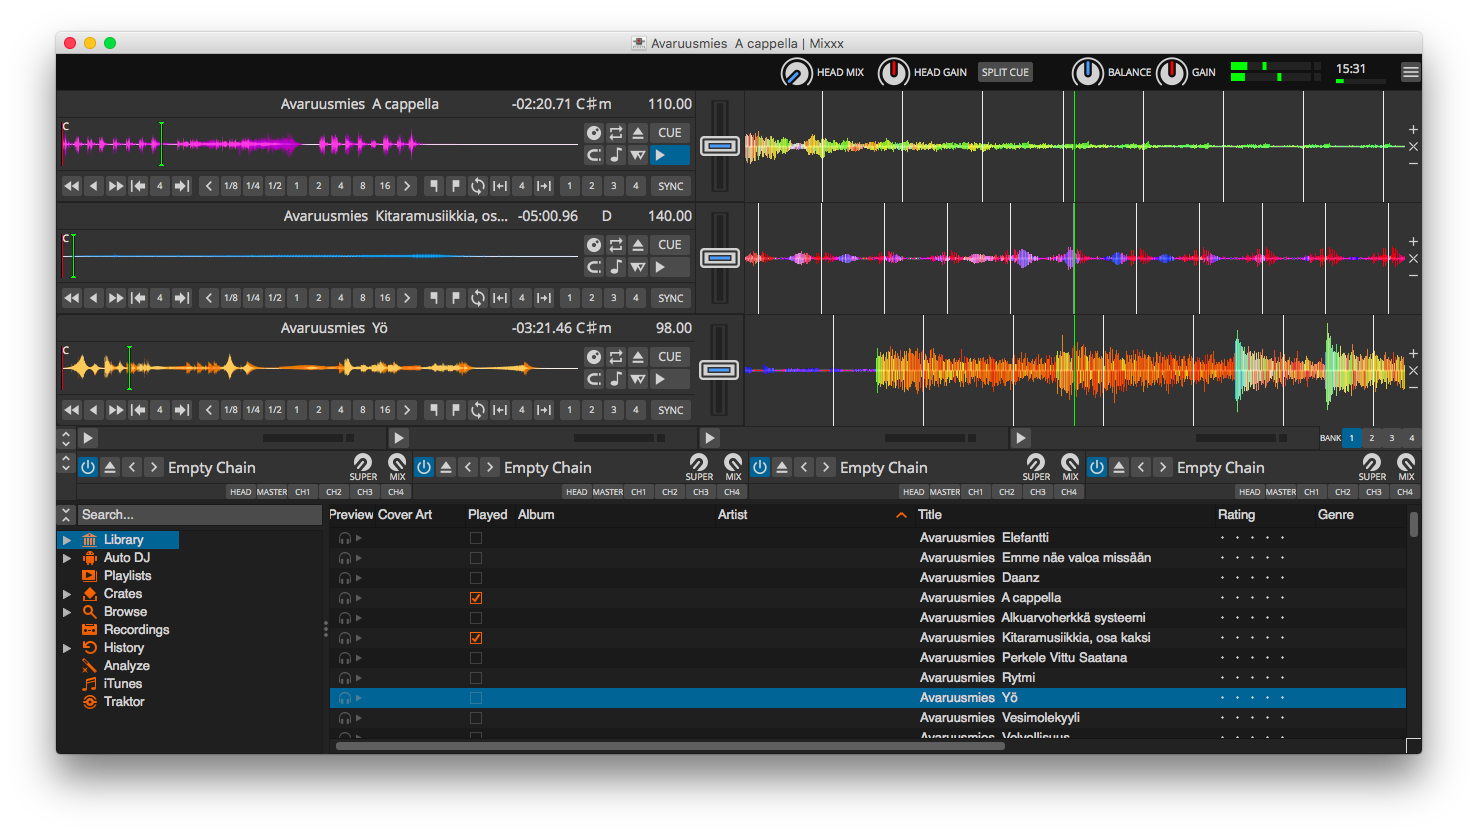 Avaruusmies A cappella | Mixxx
HEAD MIX HEAD GAIN SPLIT CUE BALANCE GAIN 15:31
Avaruusmies A cappella -02:20.71 C♯m 110.00
C
CUE
4 1/8 1/4 1/2 1 2 4 8 16 4 1 2 3 4 SYNC
Avaruusmies Kitaramusiikkia, os... -05:00.96 D 140.00
C
CUE
4 1/8 1/4 1/2 1 2 4 8 16 4 1 2 3 4 SYNC
Avaruusmies Yö -03:21.46 C♯m 98.00
C
CUE
4 1/8 1/4 1/2 1 2 4 8 16 4 1 2 3 4 SYNC
BANK 1 2 3 4
Empty Chain SUPER MIX Empty Chain SUPER MIX Empty Chain SUPER MIX Empty Chain SUPER MIX
HEAD MASTER CH1 CH2 CH3 CH4 HEAD MASTER CH1 CH2 CH3 CH4 HEAD MASTER CH1 CH2 CH3 CH4 HEAD MASTER CH1 CH2 CH3 CH4
Search...
Library
Auto DJ
Playlists
Crates
Browse
Recordings
History
Analyze
iTunes
Traktor
Preview Cover Art Played Album Artist Title Rating Genre
Avaruusmies Elefantti
Avaruusmies Emme näe valoa missään
Avaruusmies Daanz
Avaruusmies A cappella
Avaruusmies Alkuarvoherkkä systeemi
Avaruusmies Kitaramusiikkia, osa kaksi
Avaruusmies Perkele Vittu Saatana
Avaruusmies Rytmi
Avaruusmies Yö
Avaruusmies Vesimolekyyli
Avaruusmies Velvollisuus